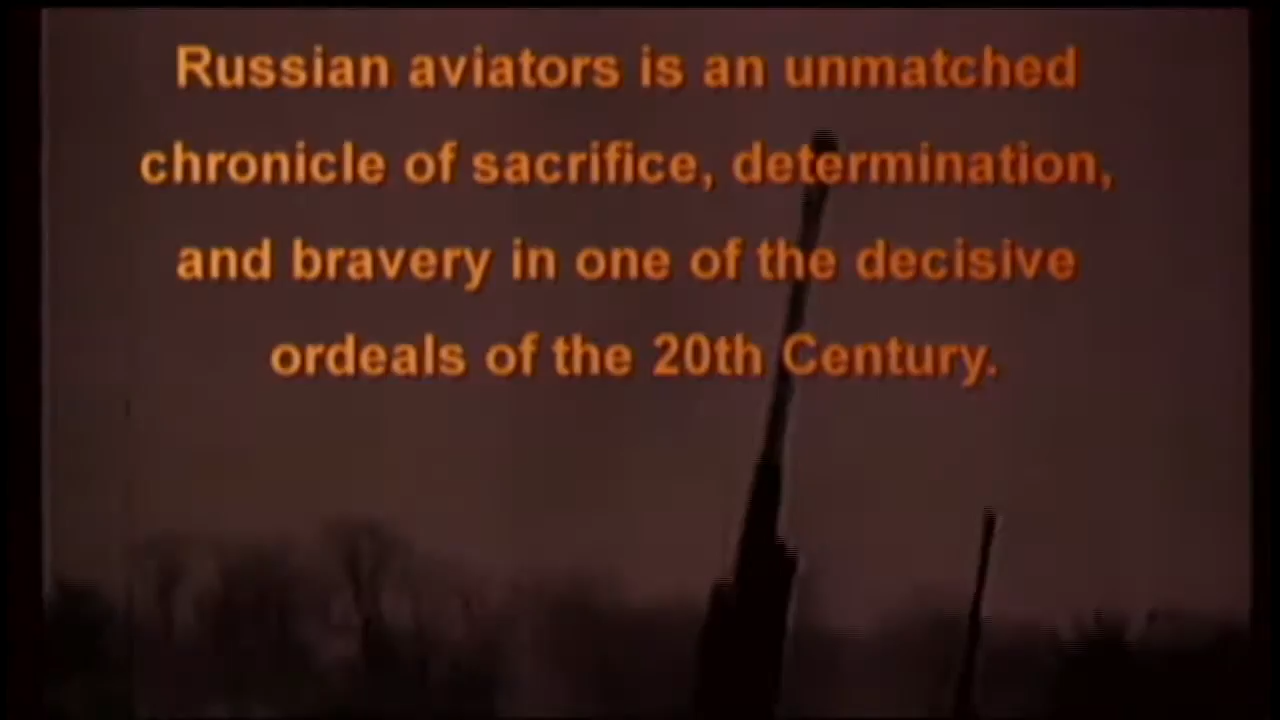 Russian aviators is an unmatched
chronicle of sacrifice, determination,
and bravery in one of the decisive
ordeals of the 20th Century.